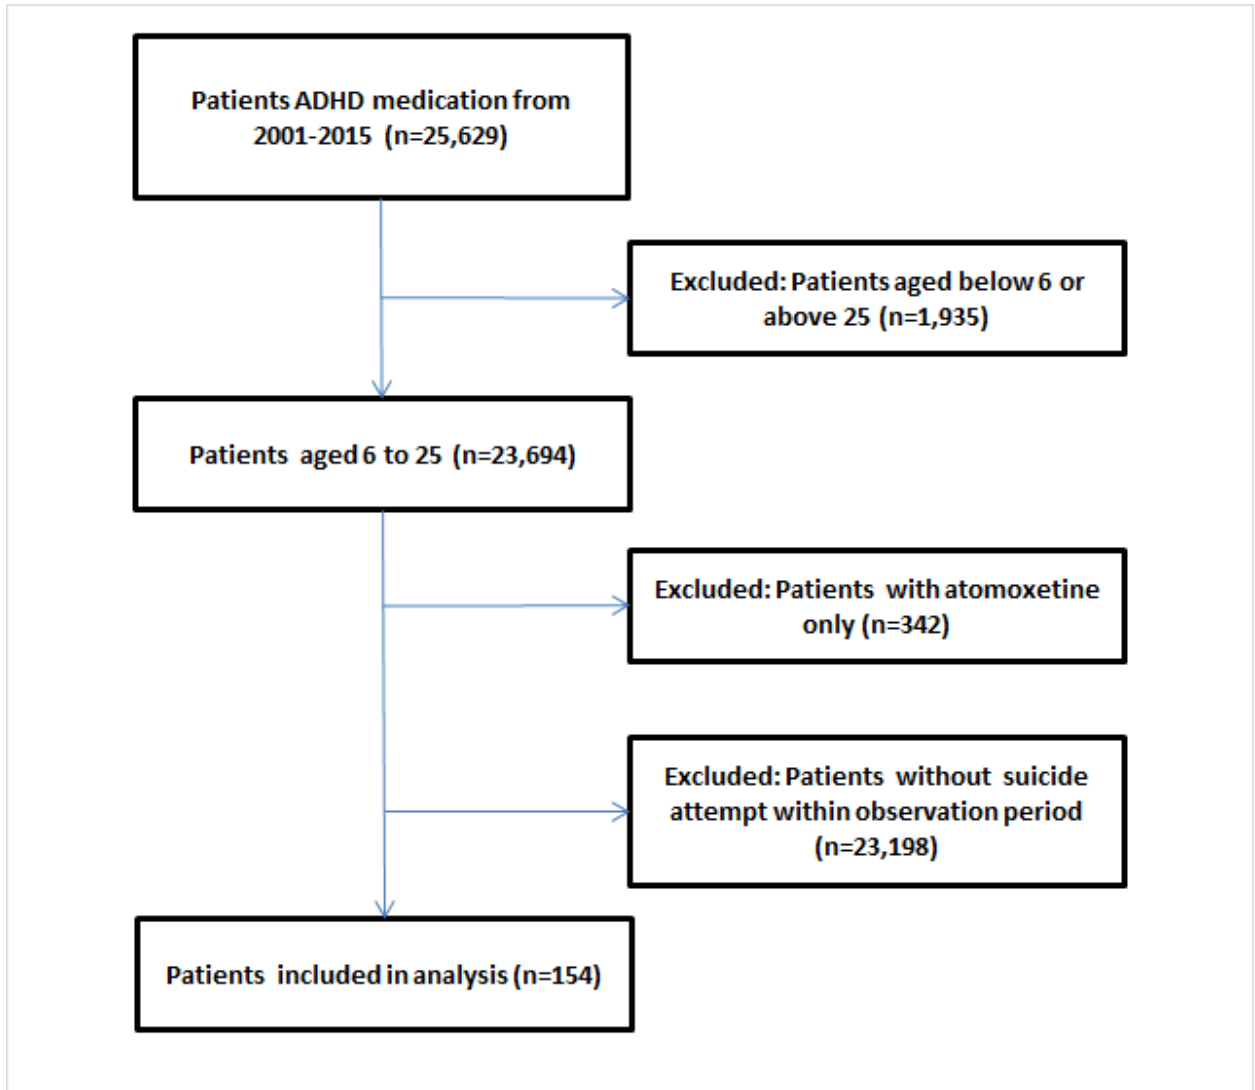 Patients ADHD medication from
2001-2015 (n=25,629)
Excluded: Patients aged below 6 or
above 25 (n=1,935)
Patients aged 6 to 25 (n=23,694)
Excluded: Patients with atomoxetine
only (n=342)
Excluded: Patients without suicide
attempt within observation period
(n=23,198)
Patients included in analysis (n=154)